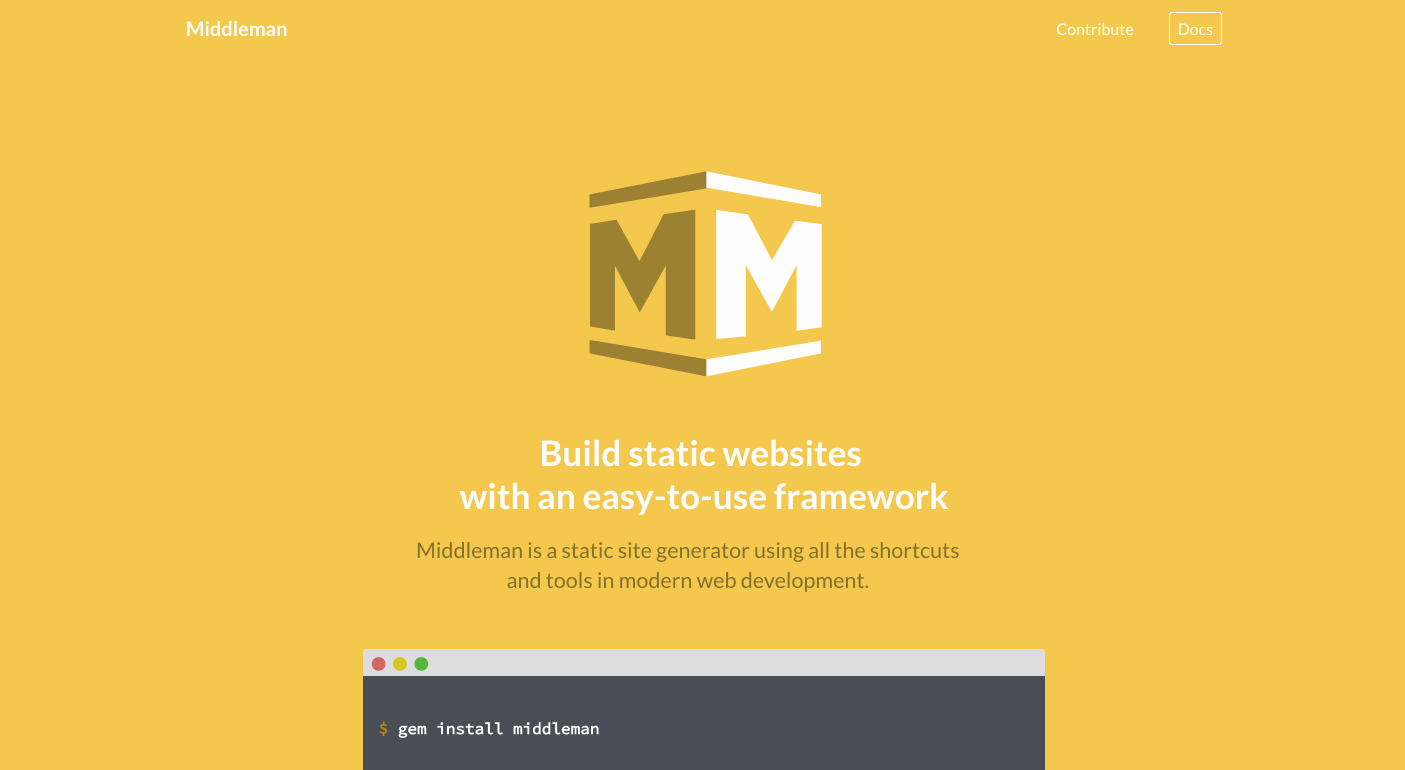 Middleman
Contribute
Docs
MM
Build static websites
with an easy-to-use framework
Middleman is a static site generator using all the shortcuts
and tools in modern web development.
$ gem install middleman